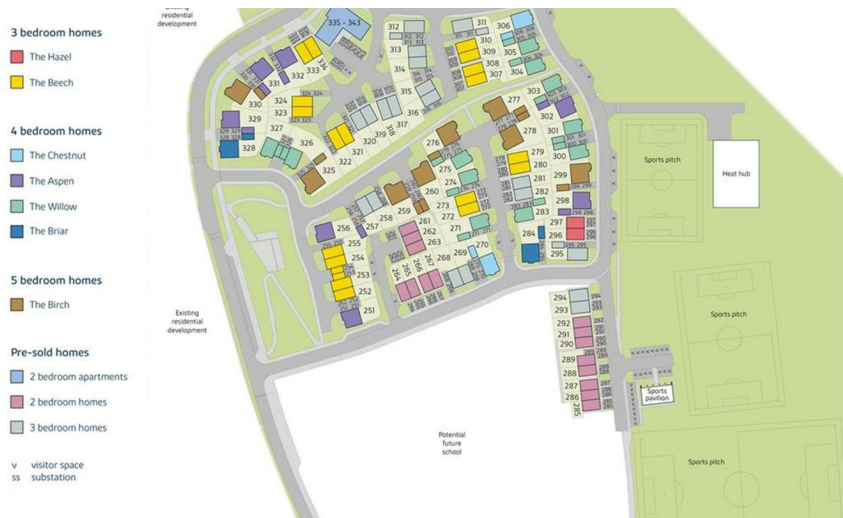 3 bedroom homes
The Hazel
The Beech
4 bedroom homes
The Chestnut
The Aspen
The Willow
The Briar
5 bedroom homes
The Birch
Pre-sold homes
2 bedroom apartments
2 bedroom homes
3 bedroom homes
v visitor space
ss substation
Existing
residential
development
335 - 343
312
313
314
315
316
317
318
319
320
321
322
325
311
310
309
308
307
306
305
304
334
333
332
331
330
329
328
327
326
324
323
303
302
301
300
299
298
297
296
295
277
278
279
280
281
282
283
284
276
275
274
273
272
271
270
269
268
267
266
265
264
263
262
261
260
259
258
257
256
255
254
253
252
251
294
293
292
291
290
289
288
287
286
285
Sports pitch
Heat hub
Existing
residential
development
Sports pitch
Sports
pavilion
Potential
future
school
Sports pitch